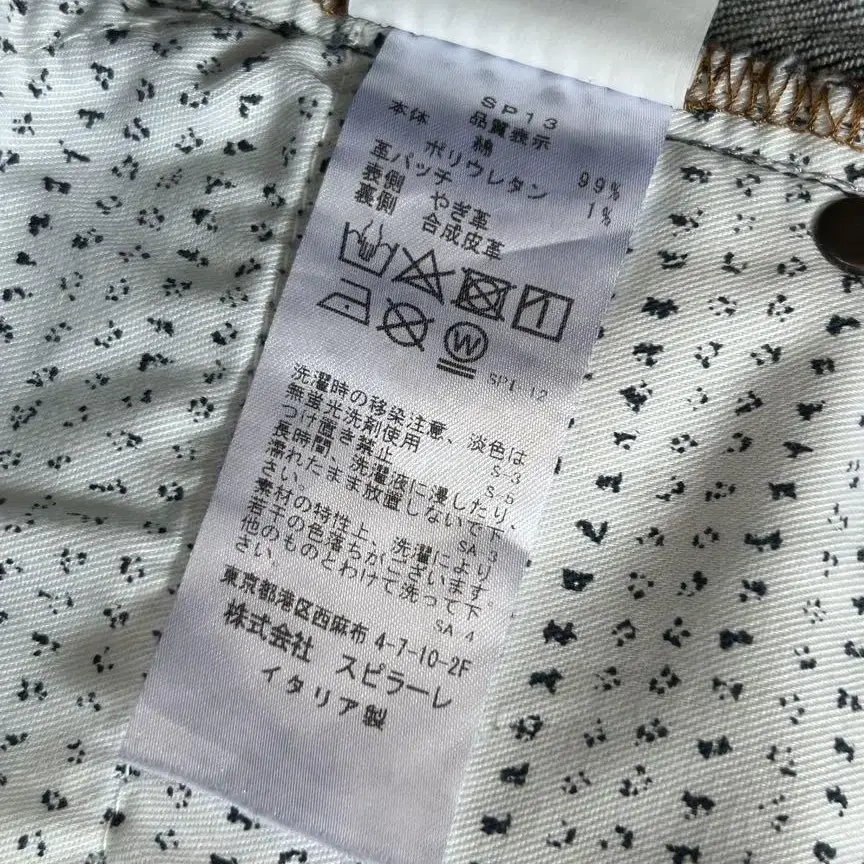 SP13
品質表示
本体 綿 99%
ポリウレタン 1%
革パッチ
表側 やぎ革
裏側 合成皮革
W
SP1-12
洗濯時の移染注意、淡色は
無蛍光洗剤使用 S-3
つけ置き禁止 S-5
長時間、洗濯液に浸したり、
濡れたまま放置しないで下
さい。 SA-3
素材の特性上、洗濯により
若干の色落ちがございます。
他のものとわけて洗って下
さい。 SA-4
東京都港区西麻布 4-7-10-2F
株式会社 スピラーレ
イタリア製